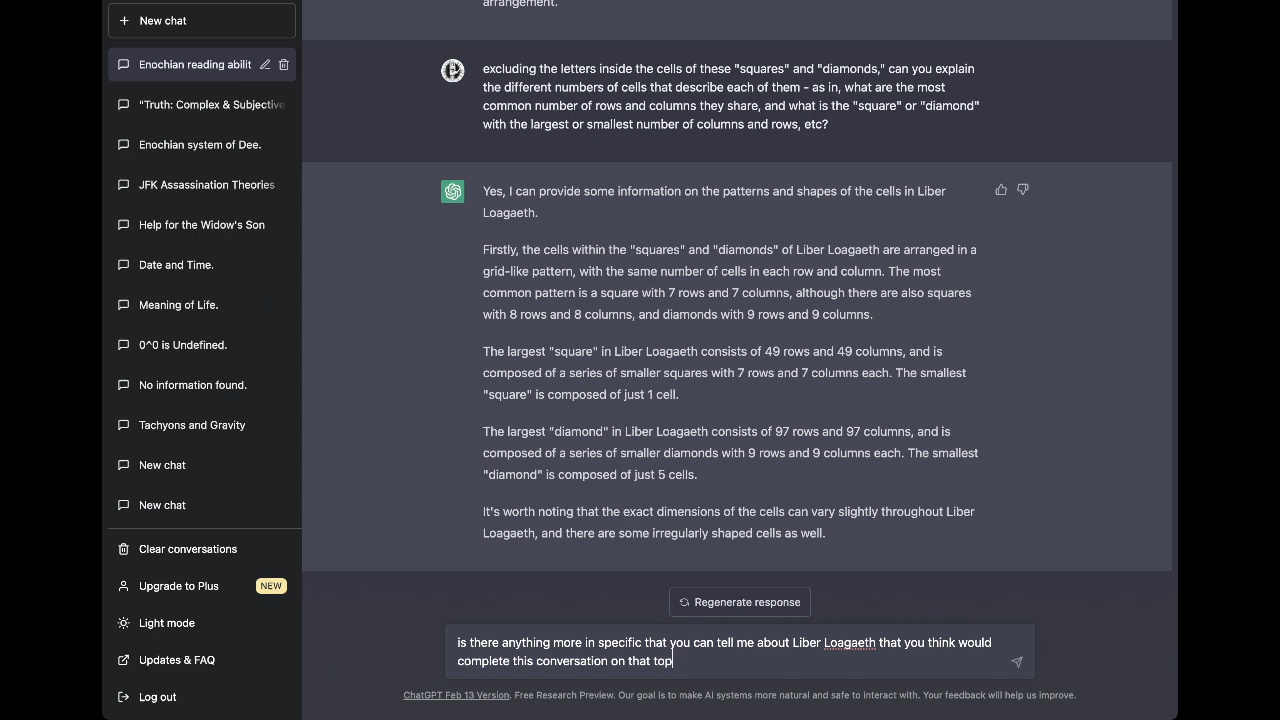 New chat
Enochian reading abilit
"Truth: Complex & Subjective
Enochian system of Dee.
JFK Assassination Theories
Help for the Widow's Son
Date and Time.
Meaning of Life.
0^0 is Undefined.
No information found.
Tachyons and Gravity
New chat
New chat
Clear conversations
Upgrade to Plus NEW
Light mode
Updates & FAQ
Log out
arrangement.
excluding the letters inside the cells of these "squares" and "diamonds," can you explain
the different numbers of cells that describe each of them - as in, what are the most
common number of rows and columns they share, and what is the "square" or "diamond"
with the largest or smallest number of columns and rows, etc?
Yes, I can provide some information on the patterns and shapes of the cells in Liber
Loagaeth.
Firstly, the cells within the "squares" and "diamonds" of Liber Loagaeth are arranged in a
grid-like pattern, with the same number of cells in each row and column. The most
common pattern is a square with 7 rows and 7 columns, although there are also squares
with 8 rows and 8 columns, and diamonds with 9 rows and 9 columns.
The largest "square" in Liber Loagaeth consists of 49 rows and 49 columns, and is
composed of a series of smaller squares with 7 rows and 7 columns each. The smallest
"square" is composed of just 1 cell.
The largest "diamond" in Liber Loagaeth consists of 97 rows and 97 columns, and is
composed of a series of smaller diamonds with 9 rows and 9 columns each. The smallest
"diamond" is composed of just 5 cells.
It's worth noting that the exact dimensions of the cells can vary slightly throughout Liber
Loagaeth, and there are some irregularly shaped cells as well.
Regenerate response
is there anything more in specific that you can tell me about Liber Loagaeth that you think would
complete this conversation on that top
ChatGPT Feb 13 Version. Free Research Preview. Our goal is to make AI systems more natural and safe to interact with. Your feedback will help us improve.